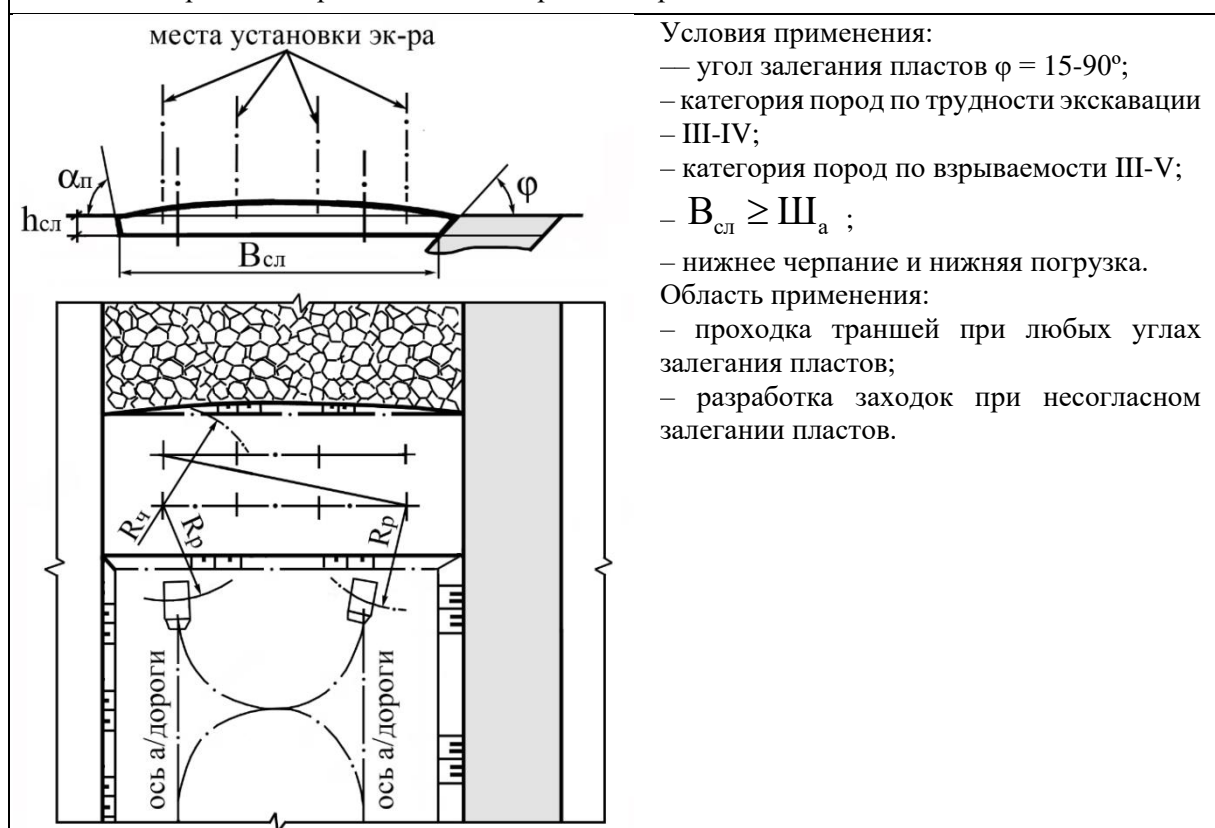 места установки эк-ра
αп
φ
hсл
Bсл
Rч
Rр
Rр
ось а/дороги
ось а/дороги
Условия применения:
–– угол залегания пластов φ = 15-90º;
– категория пород по трудности экскавации
– III-IV;
– категория пород по взрываемости III-V;
– Bсл ≥ Ша ;
– нижнее черпание и нижняя погрузка.
Область применения:
– проходка траншей при любых углах
залегания пластов;
– разработка заходок при несогласном
залегании пластов.